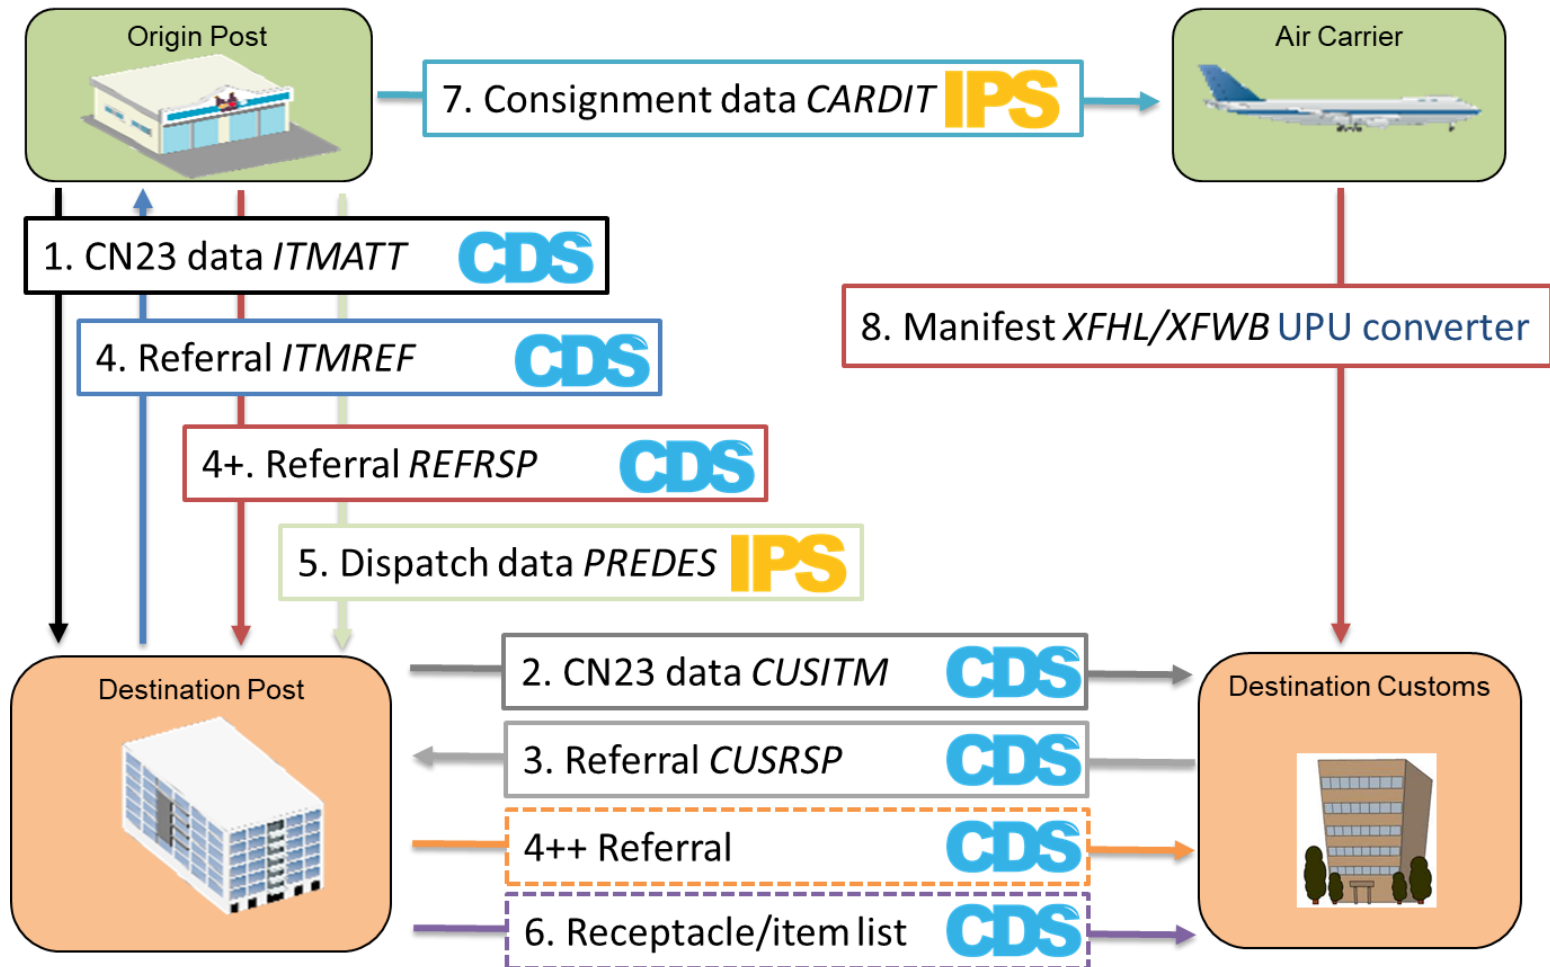 Origin Post
Air Carrier
7. Consignment data CARDIT IPS
1. CN23 data ITMATT CDS
8. Manifest XFHL/XFWB UPU converter
4. Referral ITMREF CDS
4+. Referral REFRSP CDS
5. Dispatch data PREDES IPS
Destination Post
2. CN23 data CUSITM CDS
Destination Customs
3. Referral CUSRSP CDS
4++ Referral CDS
6. Receptacle/item list CDS